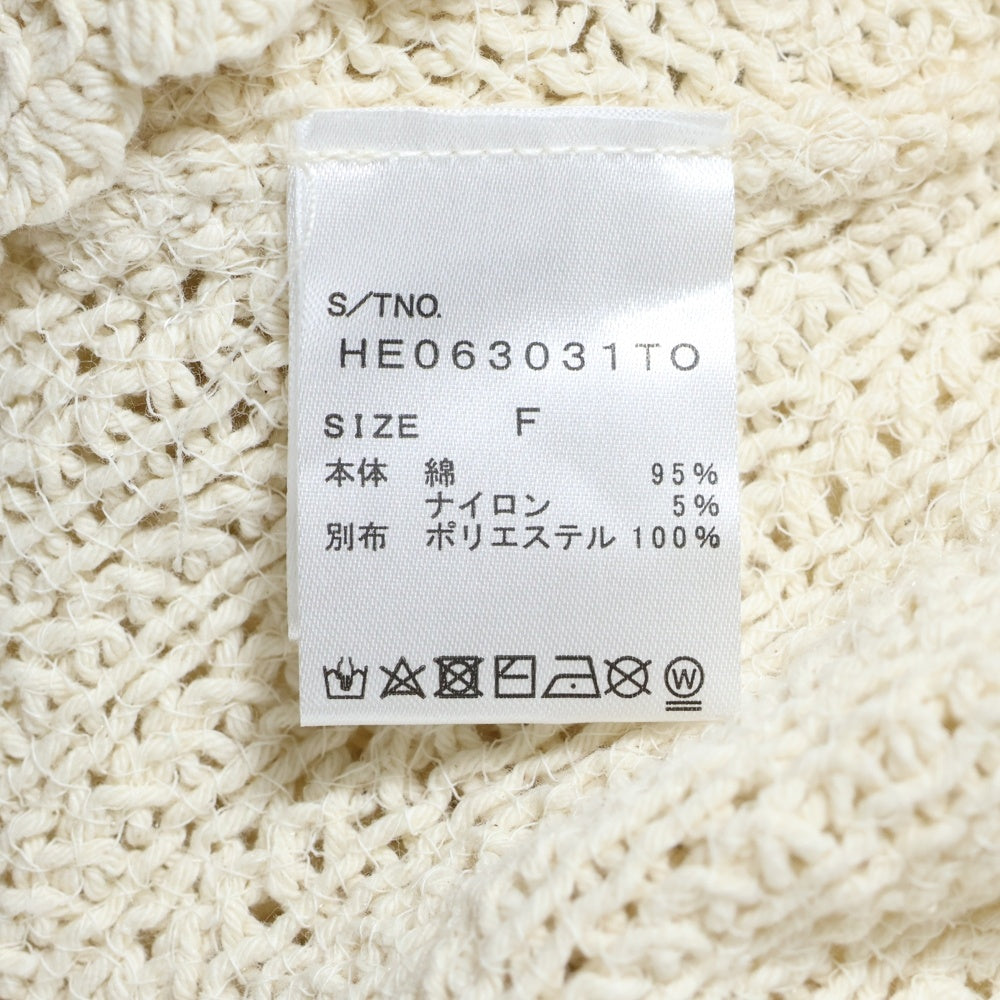 S/TNO.
HE063031TO
SIZE F
本体 綿 95%
ナイロン 5%
別布 ポリエステル 100%
W